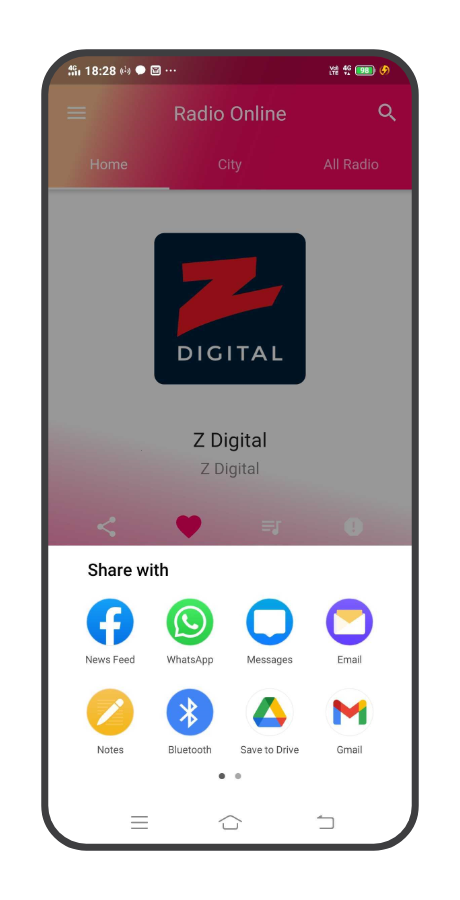 4G 18:28 ...
Vo) LTE 4G 98
Radio Online
Home City All Radio
Z
DIGITAL
Z Digital
Z Digital
Share with
News Feed WhatsApp Messages Email
Notes Bluetooth Save to Drive Gmail